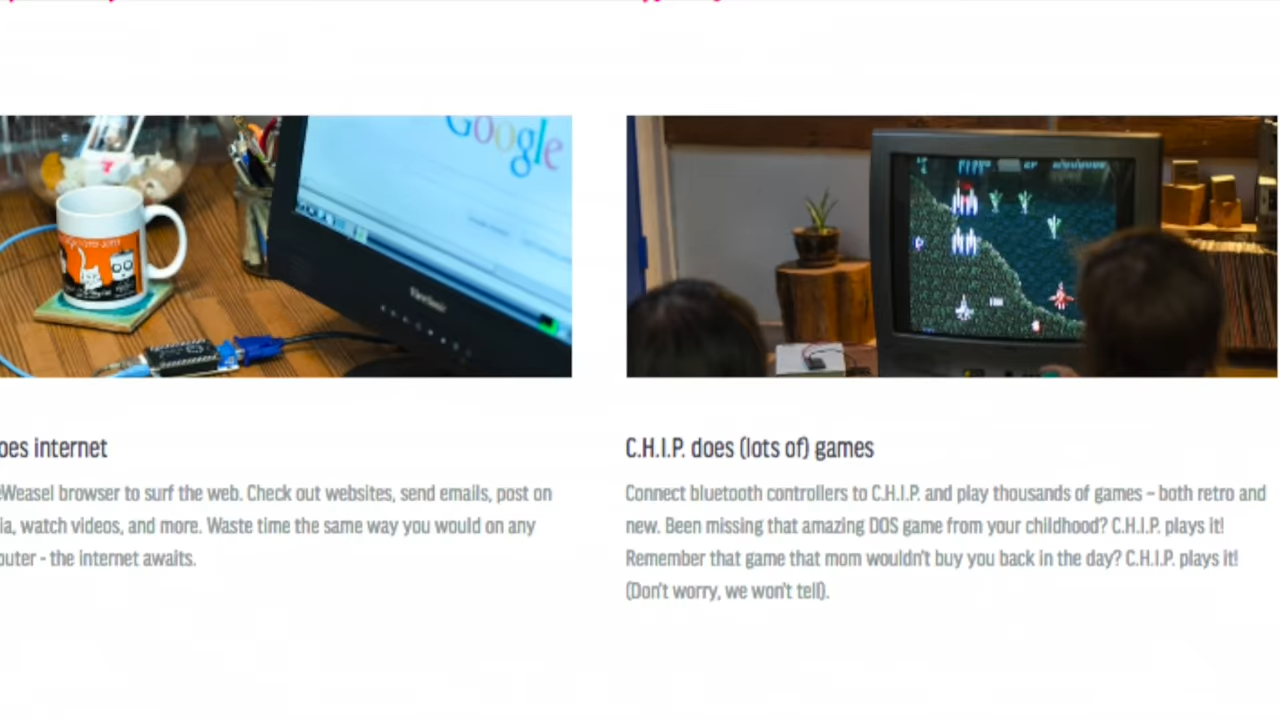 Google
ViewSonic
oes internet
Weasel browser to surf the web. Check out websites, send emails, post on
ia, watch videos, and more. Waste time the same way you would on any
outer - the internet awaits.
C.H.I.P. does (lots of) games
Connect bluetooth controllers to C.H.I.P. and play thousands of games – both retro and
new. Been missing that amazing DOS game from your childhood? C.H.I.P. plays it!
Remember that game that mom wouldn't buy you back in the day? C.H.I.P. plays it!
(Don't worry, we won't tell).